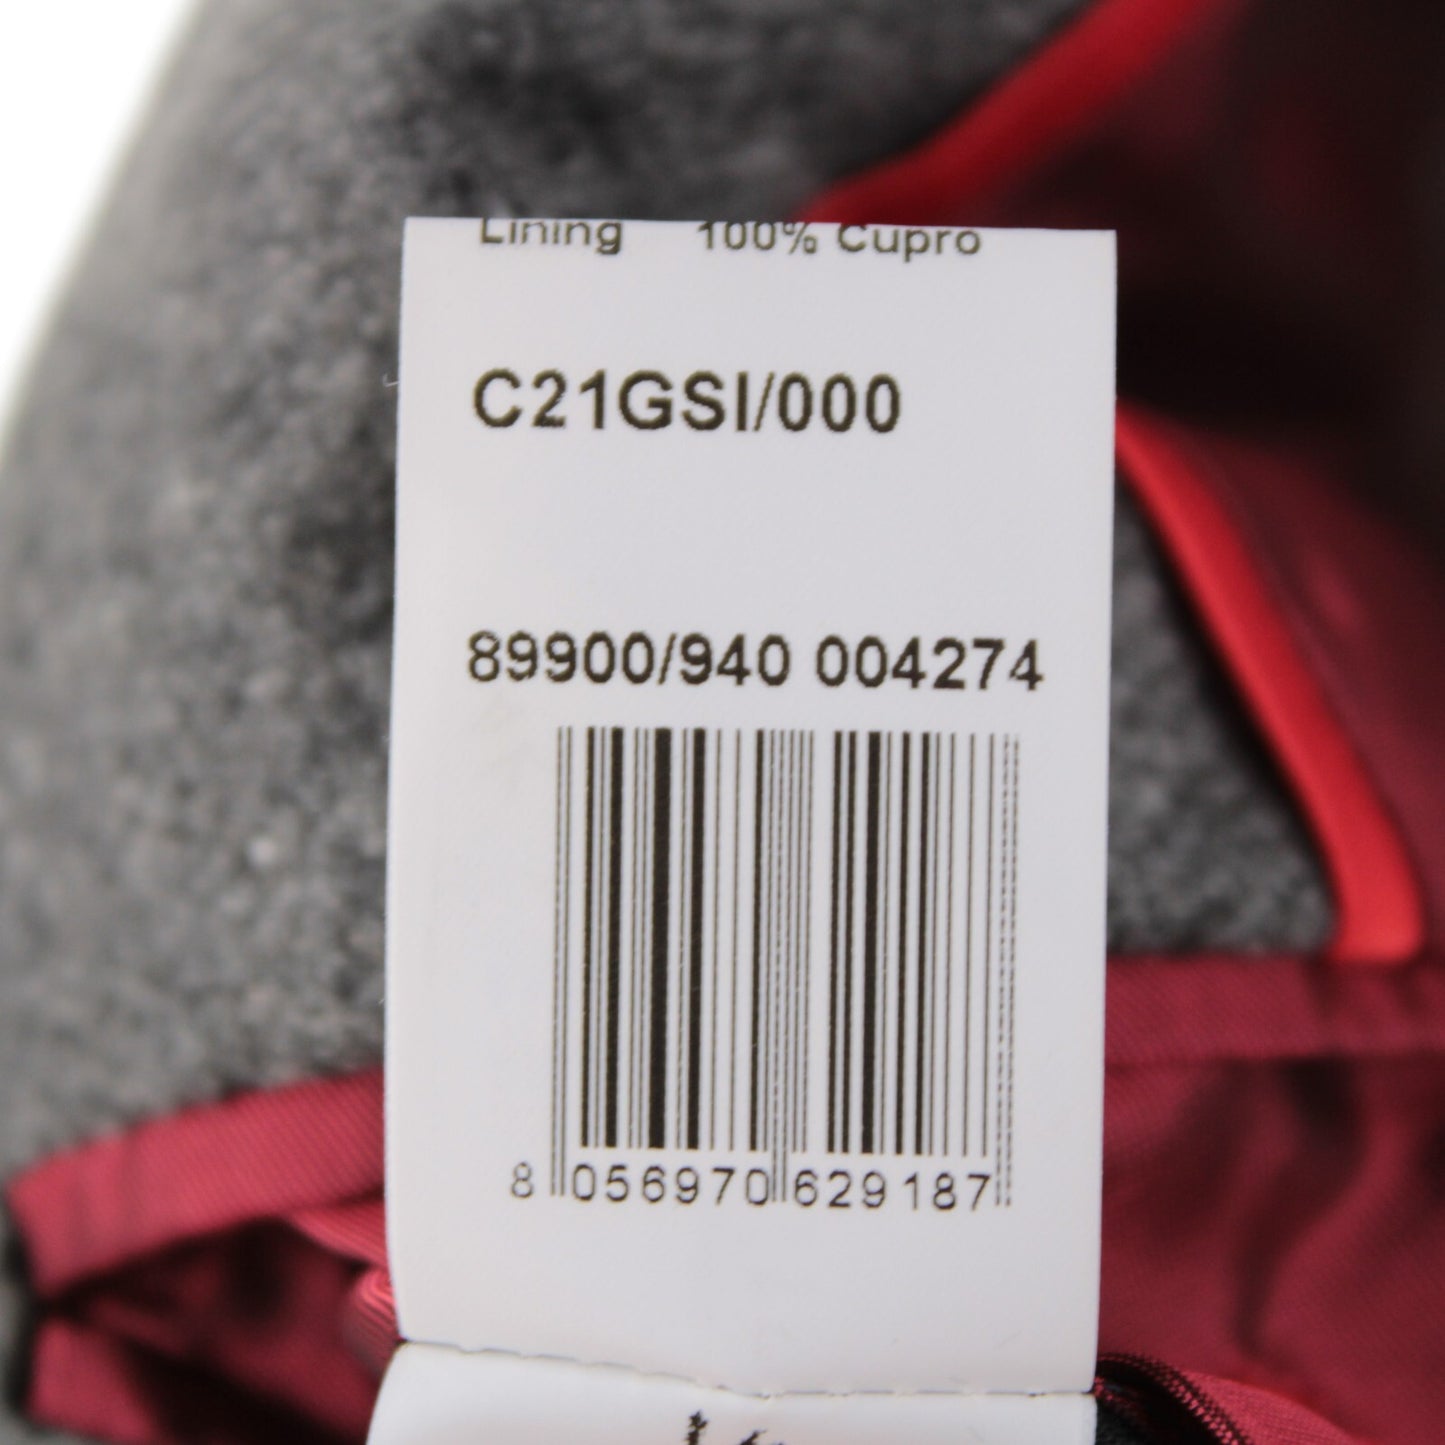 Lining 100% Cupro
C21GSI/000
89900/940 004274
8 056970 629187